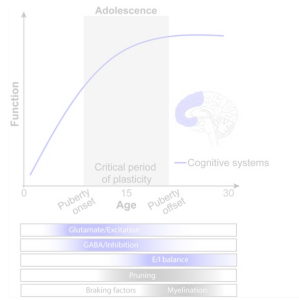 Adolescence
Function
Critical period
of plasticity
Cognitive systems
0
Puberty
onset
15
Age
Puberty
offset
30
Glutamate/Excitation
GABA/Inhibition
E/I balance
Pruning
Braking factors
Myelination